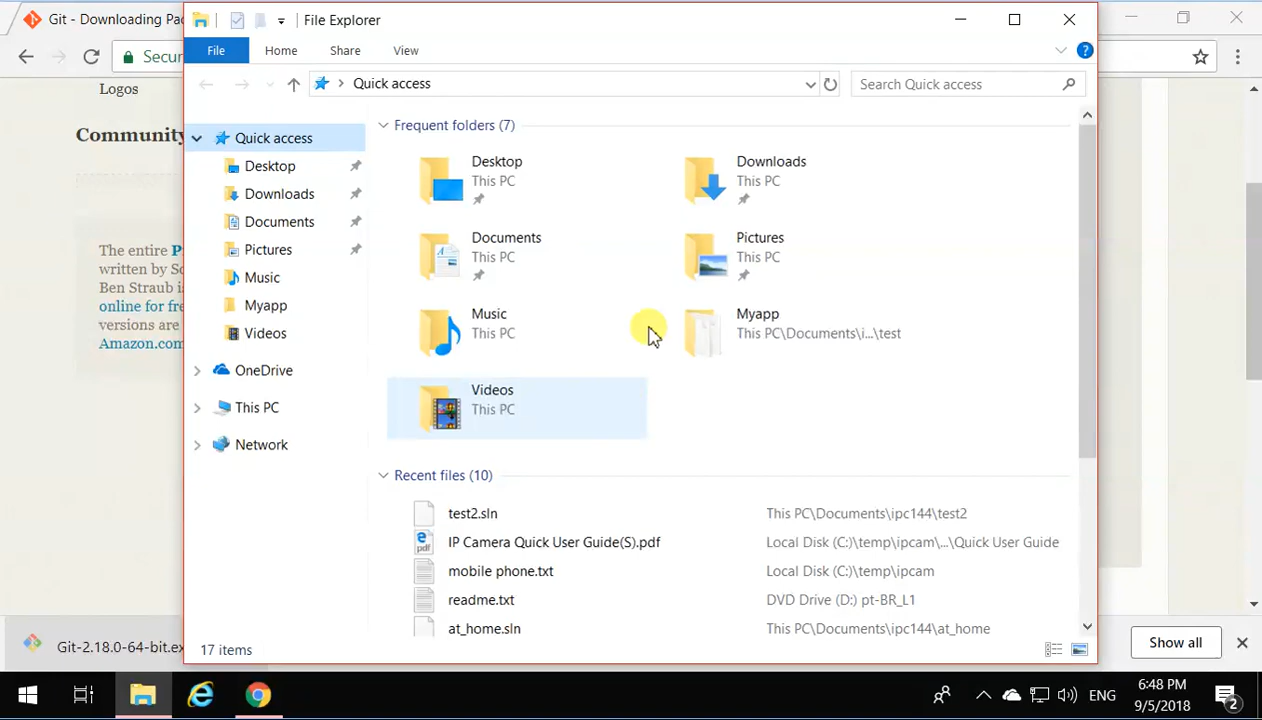 Git - Downloading Pac
File Explorer
File
Home
Share
View
Secur
Quick access
Search Quick access
Logos
Community
The entire P
written by Sc
Ben Straub is
online for fre
versions are
Amazon.com
Quick access
Desktop
Downloads
Documents
Pictures
Music
Myapp
Videos
OneDrive
This PC
Network
Frequent folders (7)
Desktop
This PC
Downloads
This PC
Documents
This PC
Pictures
This PC
Music
This PC
Myapp
This PC\Documents\i...\test
Videos
This PC
Recent files (10)
test2.sln This PC\Documents\ipc144\test2
IP Camera Quick User Guide(S).pdf Local Disk (C:)\temp\ipcam\...\Quick User Guide
mobile phone.txt Local Disk (C:)\temp\ipcam
readme.txt DVD Drive (D:) pt-BR_L1
at_home.sln This PC\Documents\ipc144\at_home
17 items
Git-2.18.0-64-bit.ex
Show all
ENG
6:48 PM
9/5/2018
2